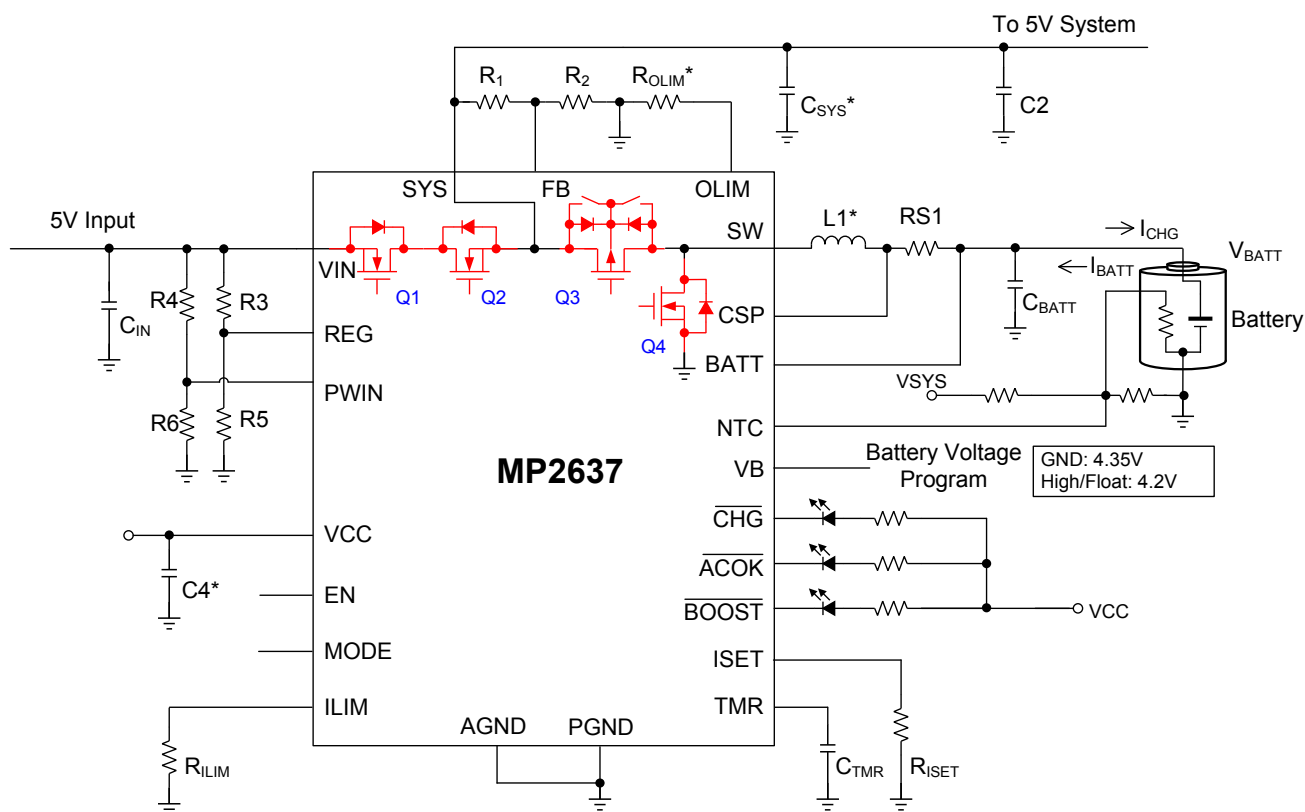 To 5V System
R1
R2
ROLIM*
CSYS*
C2
SYS
FB
OLIM
5V Input
VIN
Q1
Q2
Q3
Q4
SW
L1*
RS1
ICHG
IBATT
VBATT
CIN
R4
R3
REG
CSP
CBATT
Battery
BATT
PWIN
R6
R5
VSYS
NTC
MP2637
VB
Battery Voltage
Program
GND: 4.35V
High/Float: 4.2V
CHG
VCC
ACOK
C4*
EN
BOOST
VCC
MODE
ISET
ILIM
TMR
AGND
PGND
RILIM
CTMR
RISET